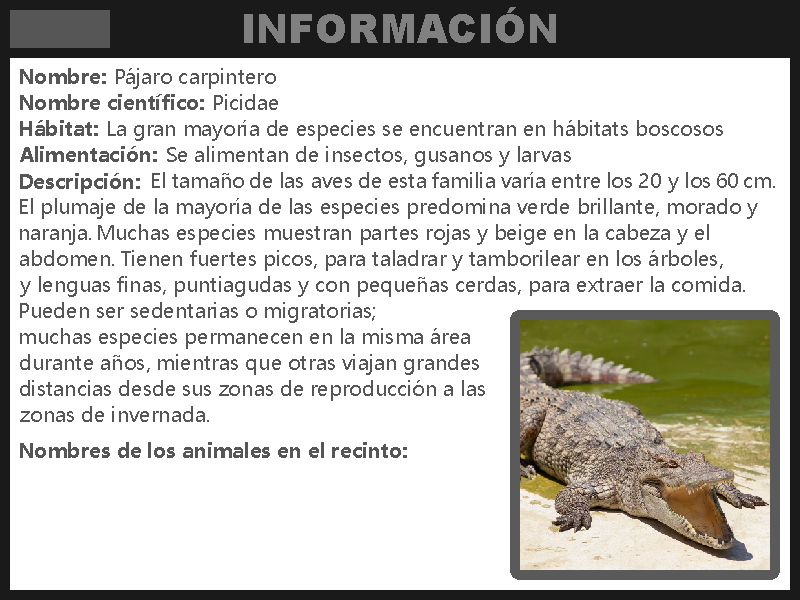 INFORMACIÓN
Nombre: Pájaro carpintero
Nombre científico: Picidae
Hábitat: La gran mayoría de especies se encuentran en hábitats boscosos
Alimentación: Se alimentan de insectos, gusanos y larvas
Descripción: El tamaño de las aves de esta familia varía entre los 20 y los 60 cm.
El plumaje de la mayoría de las especies predomina verde brillante, morado y
naranja. Muchas especies muestran partes rojas y beige en la cabeza y el
abdomen. Tienen fuertes picos, para taladrar y tamborilear en los árboles,
y lenguas finas, puntiagudas y con pequeñas cerdas, para extraer la comida.
Pueden ser sedentarias o migratorias;
muchas especies permanecen en la misma área
durante años, mientras que otras viajan grandes
distancias desde sus zonas de reproducción a las
zonas de invernada.
Nombres de los animales en el recinto: